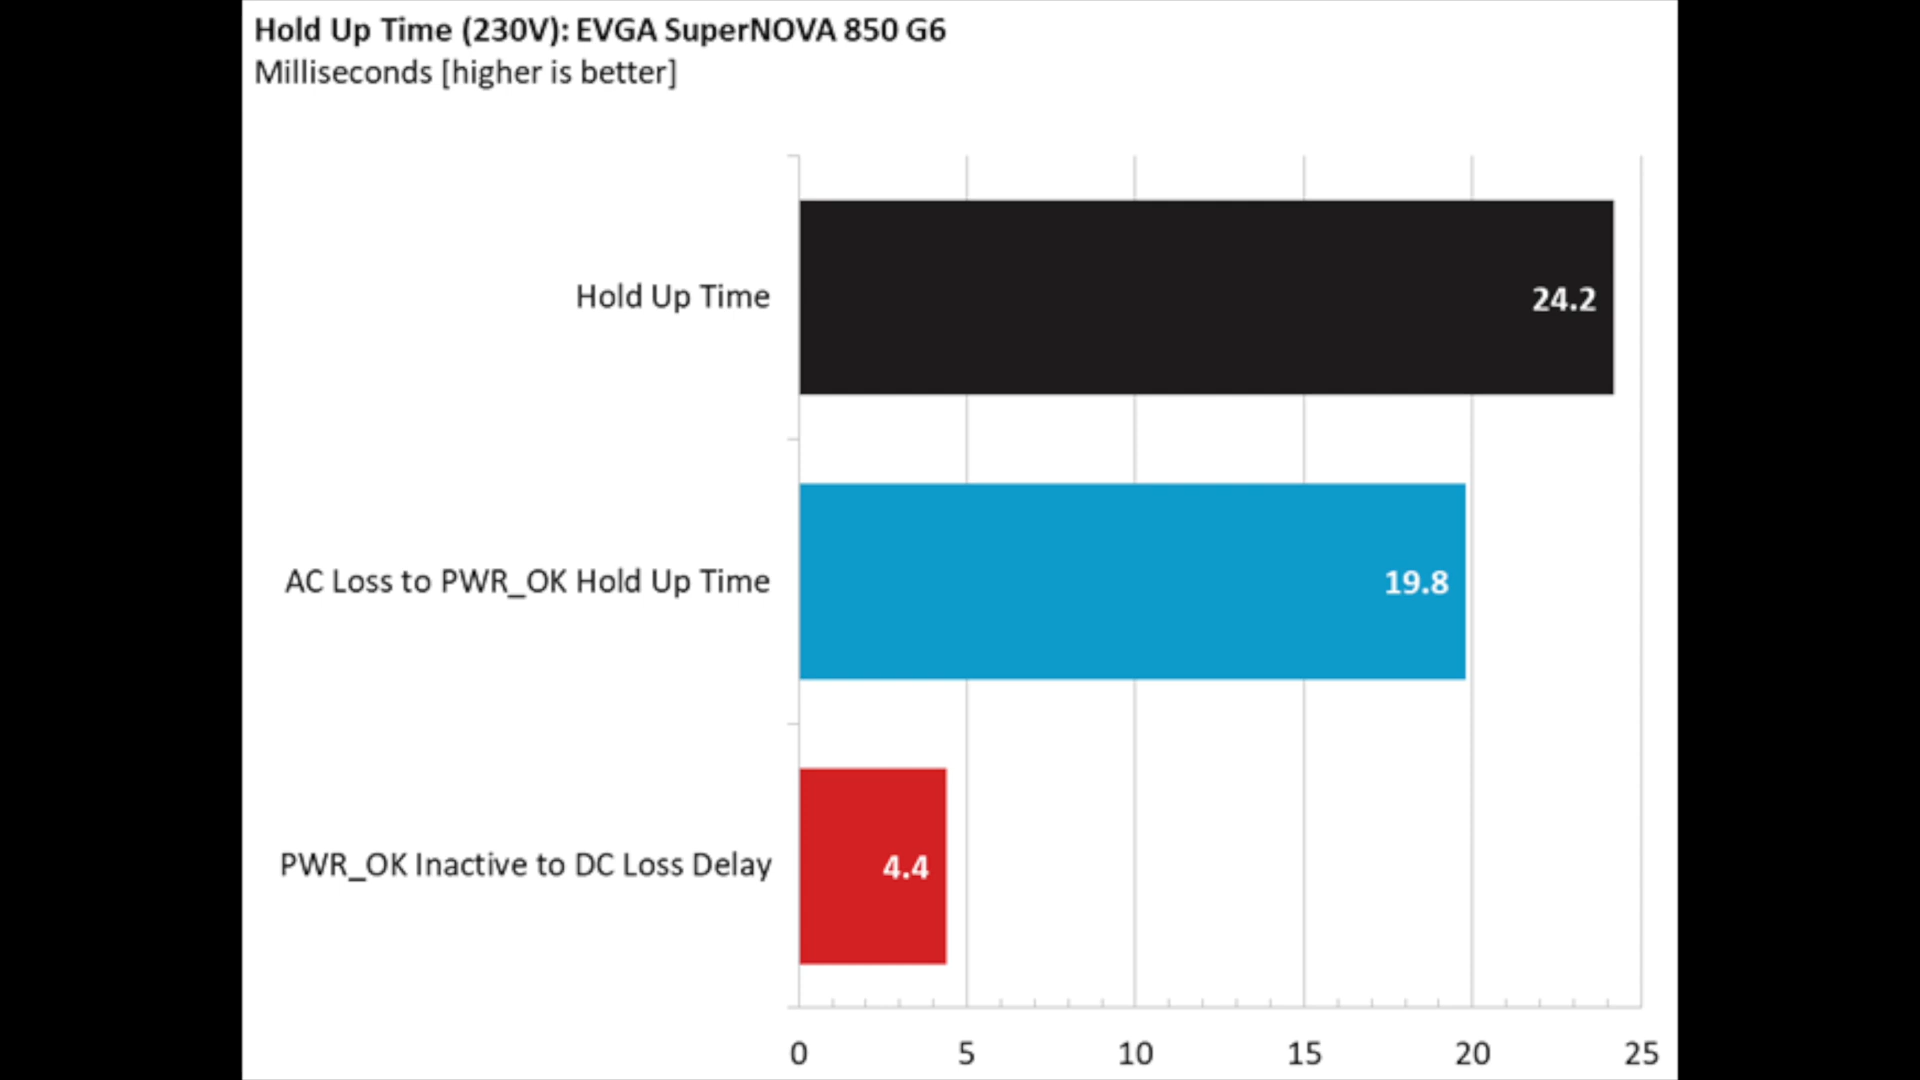 Hold Up Time (230V): EVGA SuperNOVA 850 G6
Milliseconds [higher is better]
Hold Up Time
24.2
AC Loss to PWR_OK Hold Up Time
19.8
PWR_OK Inactive to DC Loss Delay
4.4
0 5 10 15 20 25